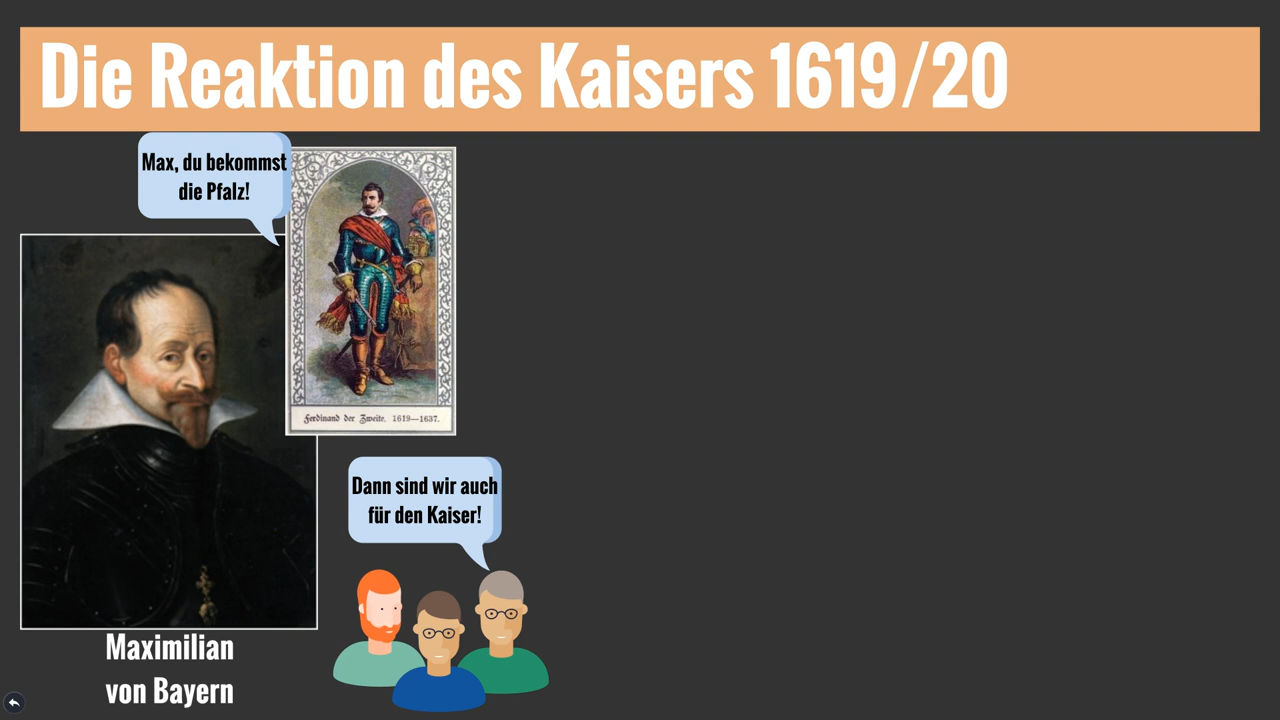 Die Reaktion des Kaisers 1619/20
Max, du bekommst
die Pfalz!
Ferdinand der Zweite. 1619—1637.
Dann sind wir auch
für den Kaiser!
Maximilian
von Bayern